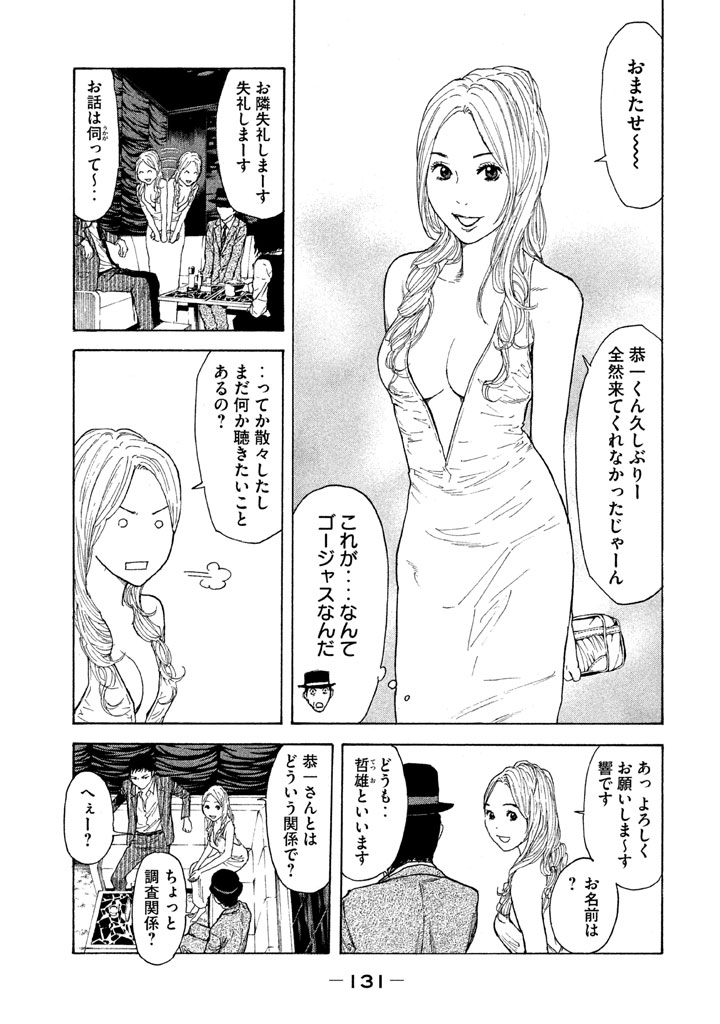 おまたせ〜〜
恭一くん久しぶりー
全然来てくれなかったじゃーん
これが‥‥なんて
ゴージャスなんだ
お隣失礼しまーす
失礼しまーす
お話は伺って〜‥
うかが
‥ってか散々したし
まだ何か聴きたいこと
あるの?
あっ よろしく
お願いしま〜す
響です
お名前は
?
どうも‥
哲雄といいます
てつお
恭一さんとは
どういう関係で?
ちょっと
調査関係?
へぇー?
— 131 —